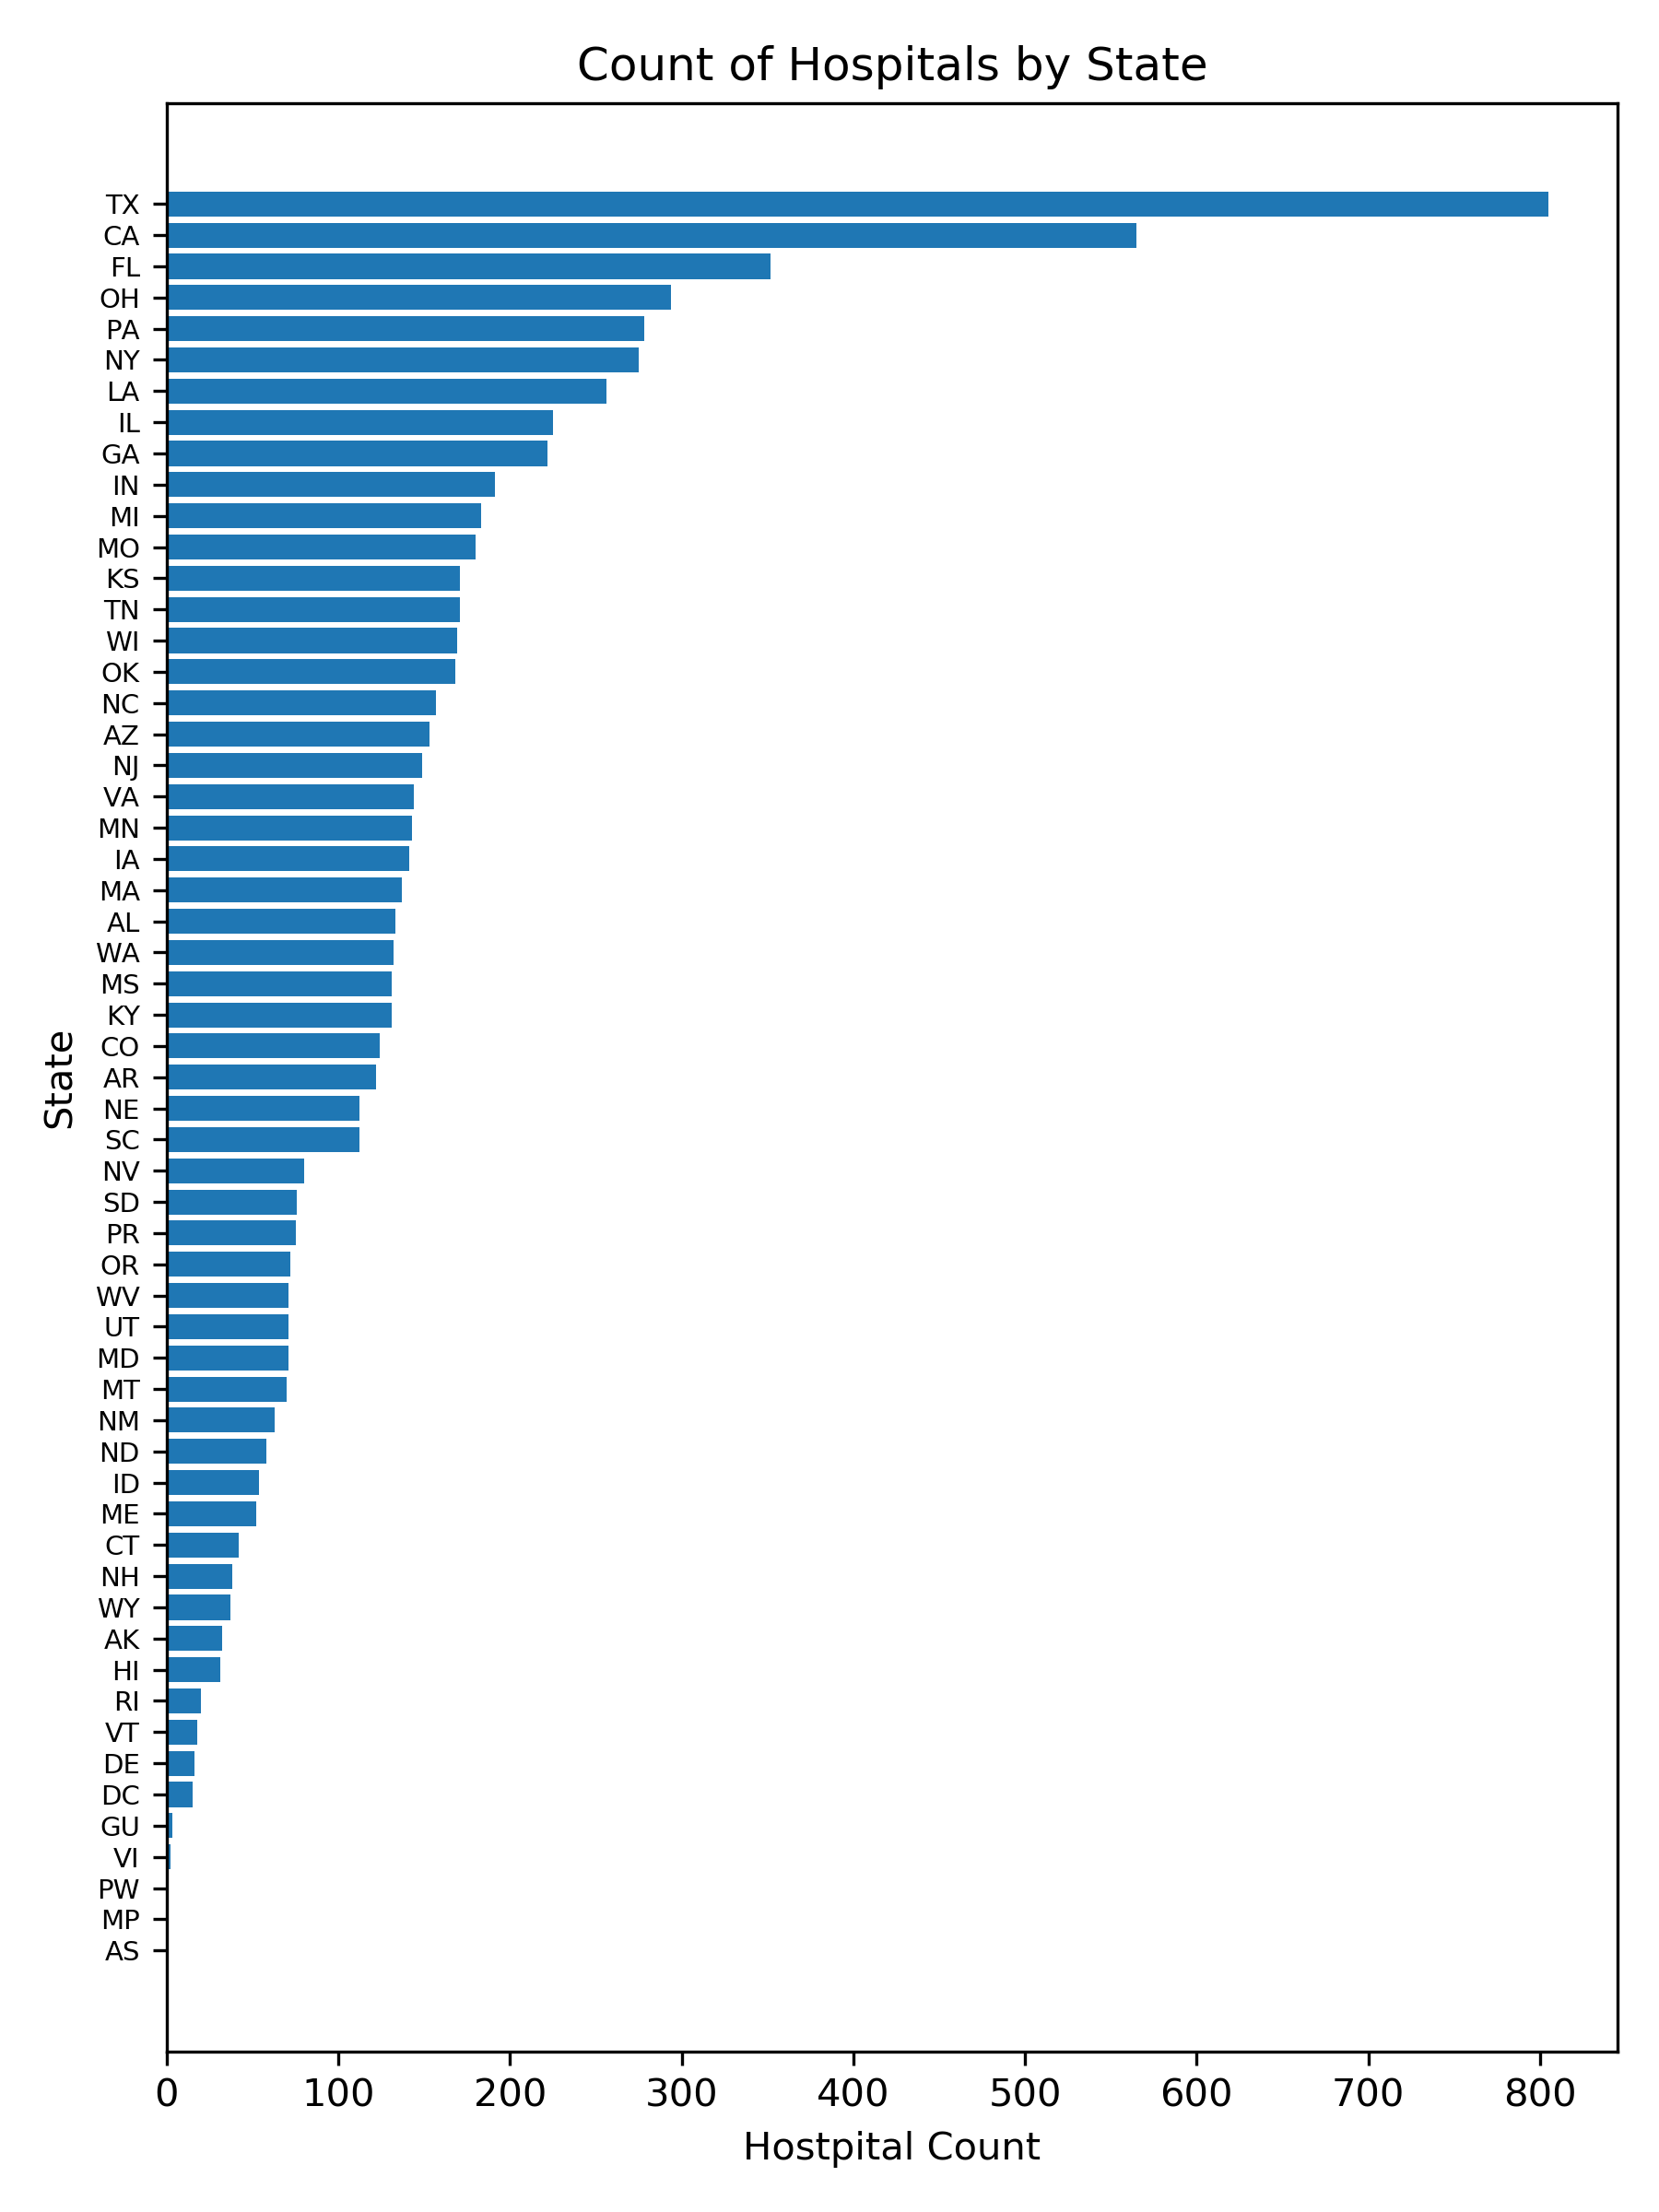 Count of Hospitals by State
State
TX
CA
FL
OH
PA
NY
LA
IL
GA
IN
MI
MO
KS
TN
WI
OK
NC
AZ
NJ
VA
MN
IA
MA
AL
WA
MS
KY
CO
AR
NE
SC
NV
SD
PR
OR
WV
UT
MD
MT
NM
ND
ID
ME
CT
NH
WY
AK
HI
RI
VT
DE
DC
GU
VI
PW
MP
AS
0 100 200 300 400 500 600 700 800
Hostpital Count